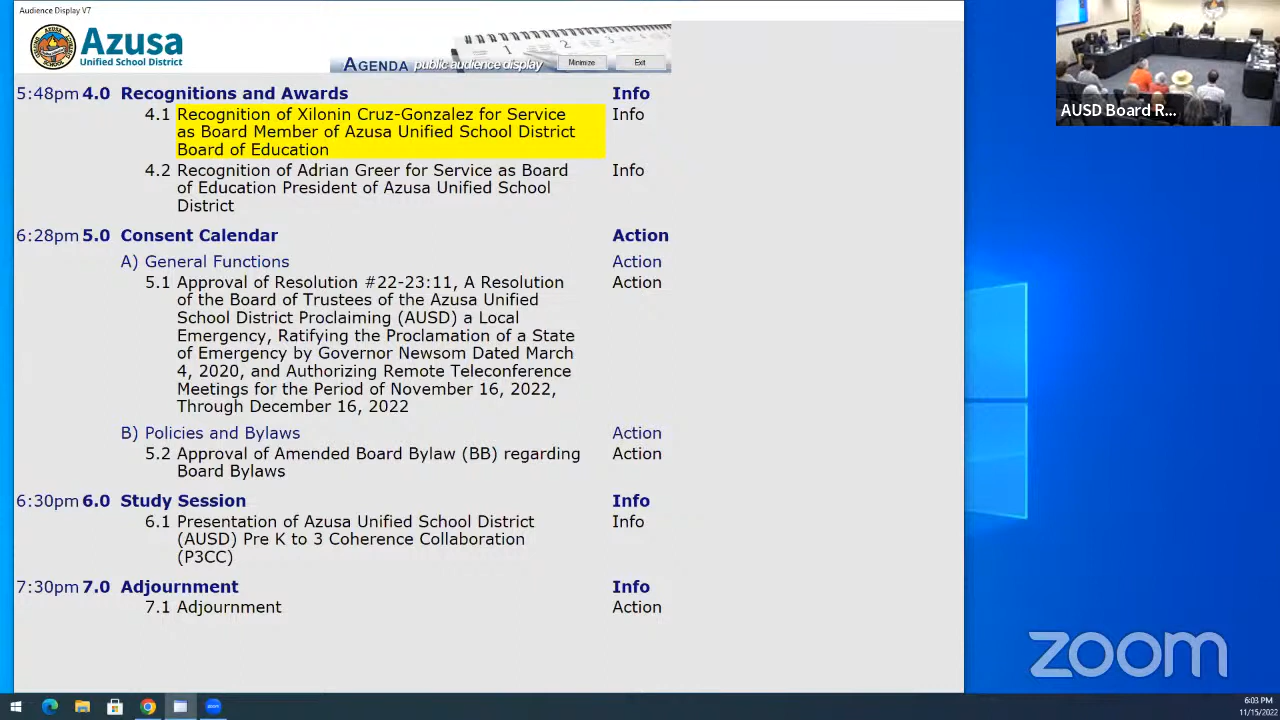 Audience Display V7
Azusa
Unified School District
AGENDA public audience display
Minimize
Exit
5:48pm 4.0 Recognitions and Awards Info
4.1 Recognition of Xilonin Cruz-Gonzalez for Service Info
as Board Member of Azusa Unified School District
Board of Education
4.2 Recognition of Adrian Greer for Service as Board Info
of Education President of Azusa Unified School
District
6:28pm 5.0 Consent Calendar Action
A) General Functions Action
5.1 Approval of Resolution #22-23:11, A Resolution Action
of the Board of Trustees of the Azusa Unified
School District Proclaiming (AUSD) a Local
Emergency, Ratifying the Proclamation of a State
of Emergency by Governor Newsom Dated March
4, 2020, and Authorizing Remote Teleconference
Meetings for the Period of November 16, 2022,
Through December 16, 2022
B) Policies and Bylaws Action
5.2 Approval of Amended Board Bylaw (BB) regarding Action
Board Bylaws
6:30pm 6.0 Study Session Info
6.1 Presentation of Azusa Unified School District Info
(AUSD) Pre K to 3 Coherence Collaboration
(P3CC)
7:30pm 7.0 Adjournment Info
7.1 Adjournment Action
AUSD Board R...
zoom
6:03 PM
11/15/2022